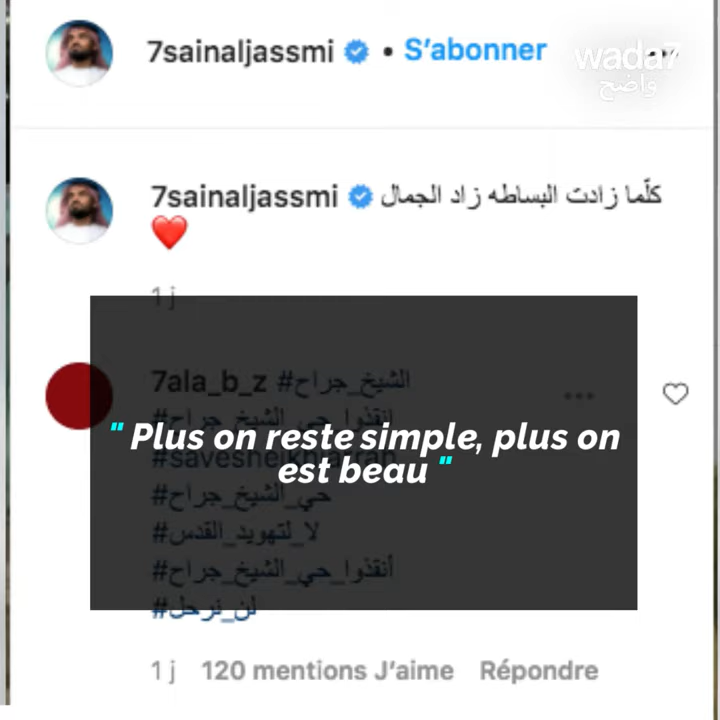 7sainaljassmi • S'abonner
wada7
واضح
7sainaljassmi كلّما زادت البساطه زاد الجمال
❤️
1 j
7ala_b_z #الشيخ_جراح
#انقذوا_حي_الشيخ_جراح
#savesheikhjarrah
" Plus on reste simple, plus on
est beau "
#حي_الشيخ_جراح
#لا_لتهويد_القدس
#أنقذوا_حي_الشيخ_جراح
#لن_نرحل
1 j 120 mentions J'aime Répondre